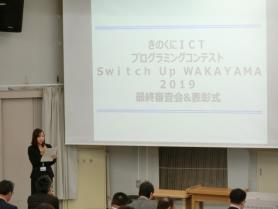 きのくにＩＣＴ
プログラミングコンテスト
Ｓｗｉｔｃｈ Ｕｐ ＷＡＫＡＹＡＭＡ
２０１９
最終審査会＆表彰式